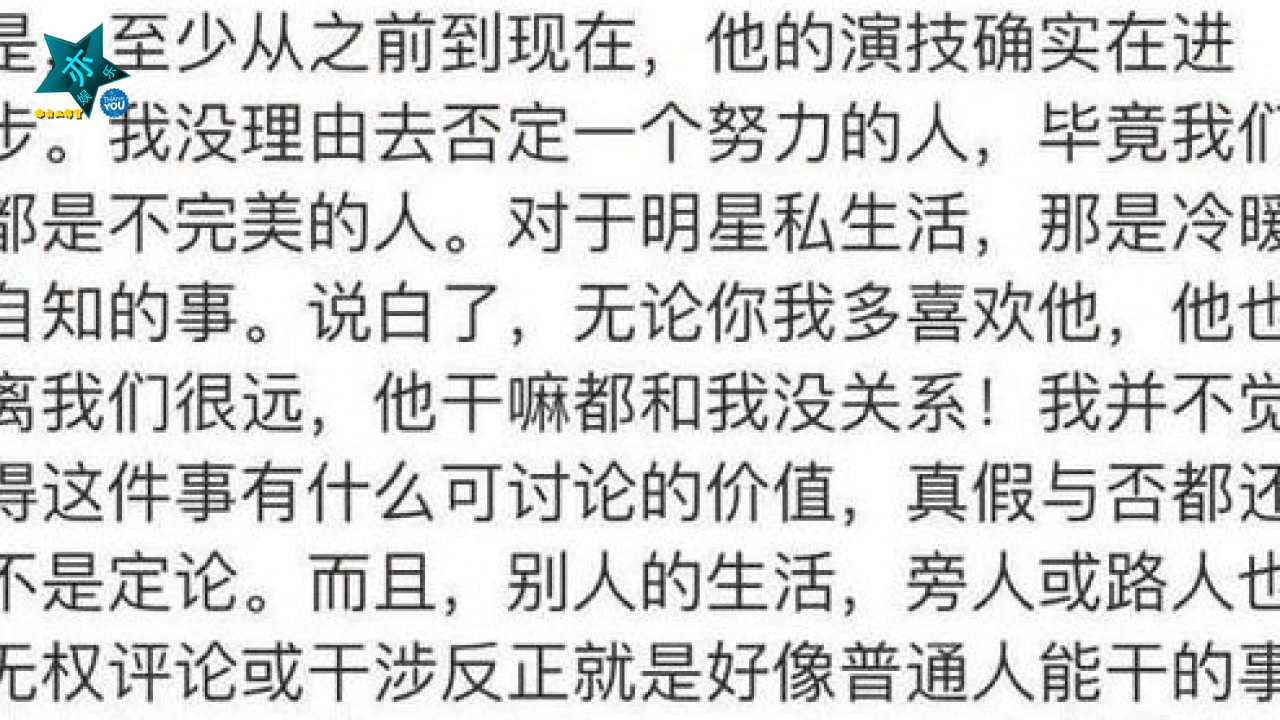 亦
娱
乐
THANK
YOU
是，至少从之前到现在，他的演技确实在进
步。我没理由去否定一个努力的人，毕竟我们
都是不完美的人。对于明星私生活，那是冷暖
自知的事。说白了，无论你我多喜欢他，他也
离我们很远，他干嘛都和我没关系！我并不觉
得这件事有什么可讨论的价值，真假与否都还
不是定论。而且，别人的生活，旁人或路人也
无权评论或干涉反正就是好像普通人能干的事